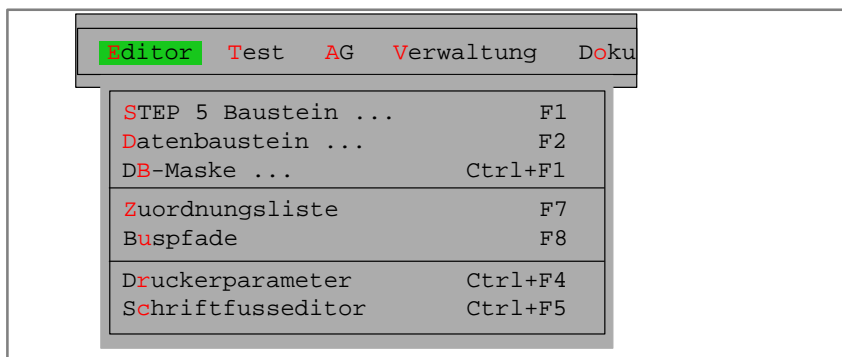 Editor Test AG Verwaltung Doku
STEP 5 Baustein ... F1
Datenbaustein ... F2
DB-Maske ... Ctrl+F1
Zuordnungsliste F7
Buspfade F8
Druckerparameter Ctrl+F4
Schriftfusseditor Ctrl+F5